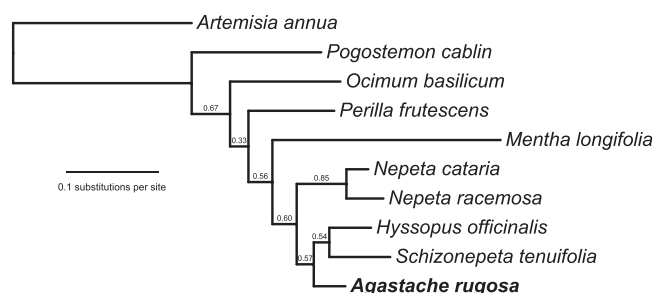 Artemisia annua
Pogostemon cablin
0.67
Ocimum basilicum
0.33
Perilla frutescens
0.56
Mentha longifolia
0.1 substitutions per site
0.85
Nepeta cataria
Nepeta racemosa
0.60
0.54
Hyssopus officinalis
0.57
Schizonepeta tenuifolia
Agastache rugosa